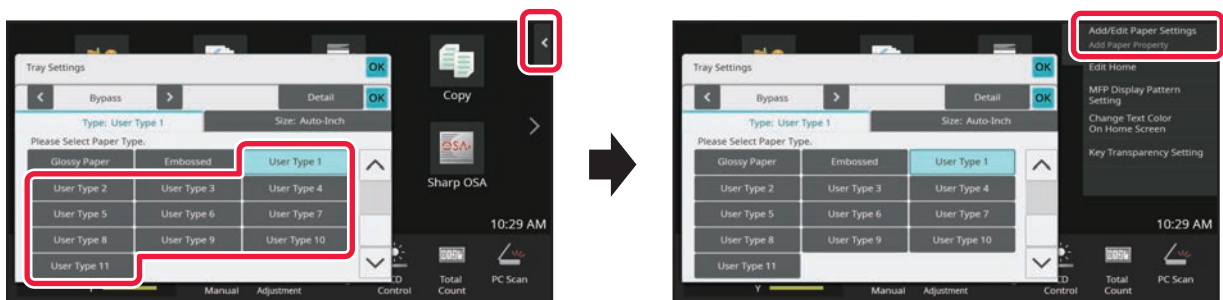 Tray Settings
OK
Bypass
Detail
OK
Type: User Type 1
Size: Auto-Inch
Please Select Paper Type.
Glossy Paper
Embossed
User Type 1
User Type 2
User Type 3
User Type 4
User Type 5
User Type 6
User Type 7
User Type 8
User Type 9
User Type 10
User Type 11
Copy
OSA
Sharp OSA
10:29 AM
Y
Manual
Adjustment
CD
Control
Total
Count
PC Scan
Add/Edit Paper Settings
Add Paper Property
Edit Home
MFP Display Pattern
Setting
Change Text Color
On Home Screen
Key Transparency Setting
Tray Settings
OK
Bypass
Detail
OK
Type: User Type 1
Size: Auto-Inch
Please Select Paper Type.
Glossy Paper
Embossed
User Type 1
User Type 2
User Type 3
User Type 4
User Type 5
User Type 6
User Type 7
User Type 8
User Type 9
User Type 10
User Type 11
10:29 AM
Y
Manual
Adjustment
CD
Control
Total
Count
PC Scan